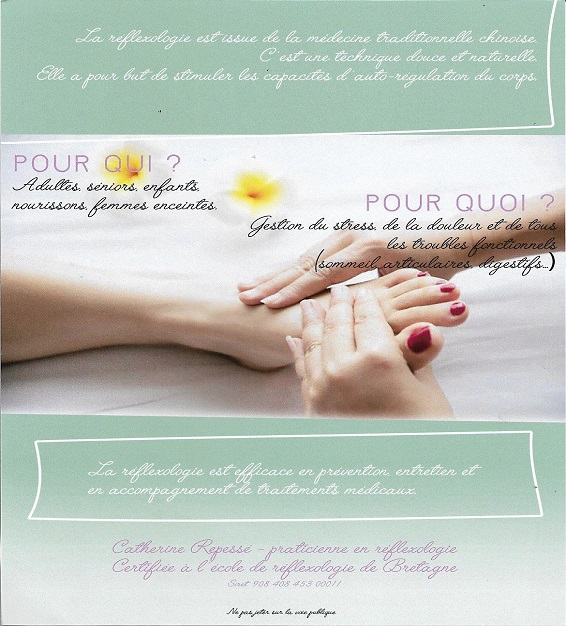 La reflexologie est issue de la médecine traditionnelle chinoise.
C'est une technique douce et naturelle.
Elle a pour but de stimuler les capacités d'auto-regulation du corps.
POUR QUI ?
Adultes, séniors, enfants,
nourissons, femmes enceintes.
POUR QUOI ?
Gestion du stress, de la douleur et de tous
les troubles fonctionnels
(sommeil, articulaires, digestifs...)
La réflexologie est efficace en prévention, entretien et
en accompagnement de traitements médicaux.
Catherine Repessé - praticienne en réflexologie
Certifiée à l'école de réflexologie de Bretagne
Siret 908 408 453 00011
Ne pas jeter sur la voie publique